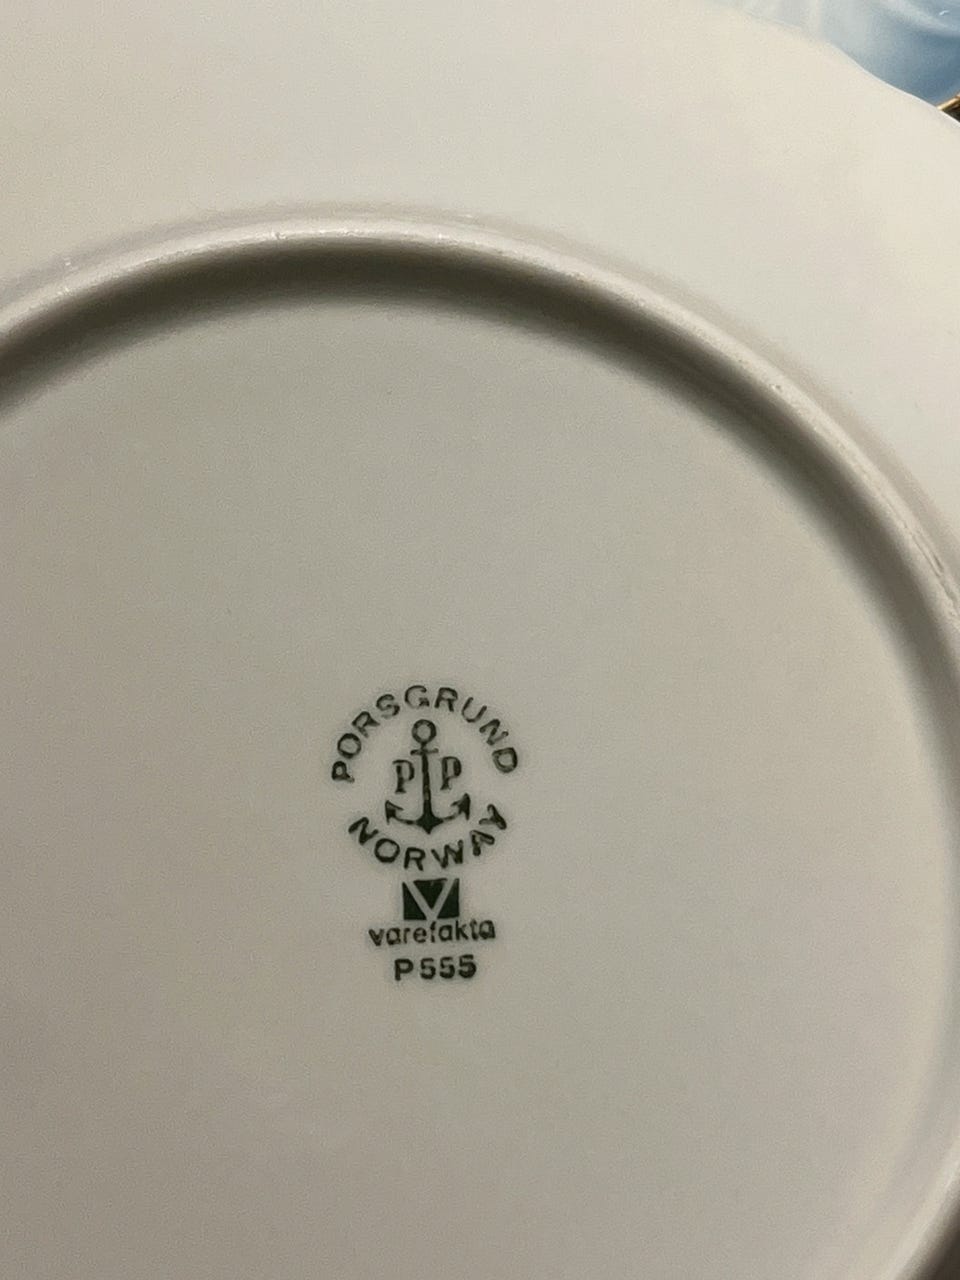 PORSGRUND
P P
NORWAY
varefakta
P555